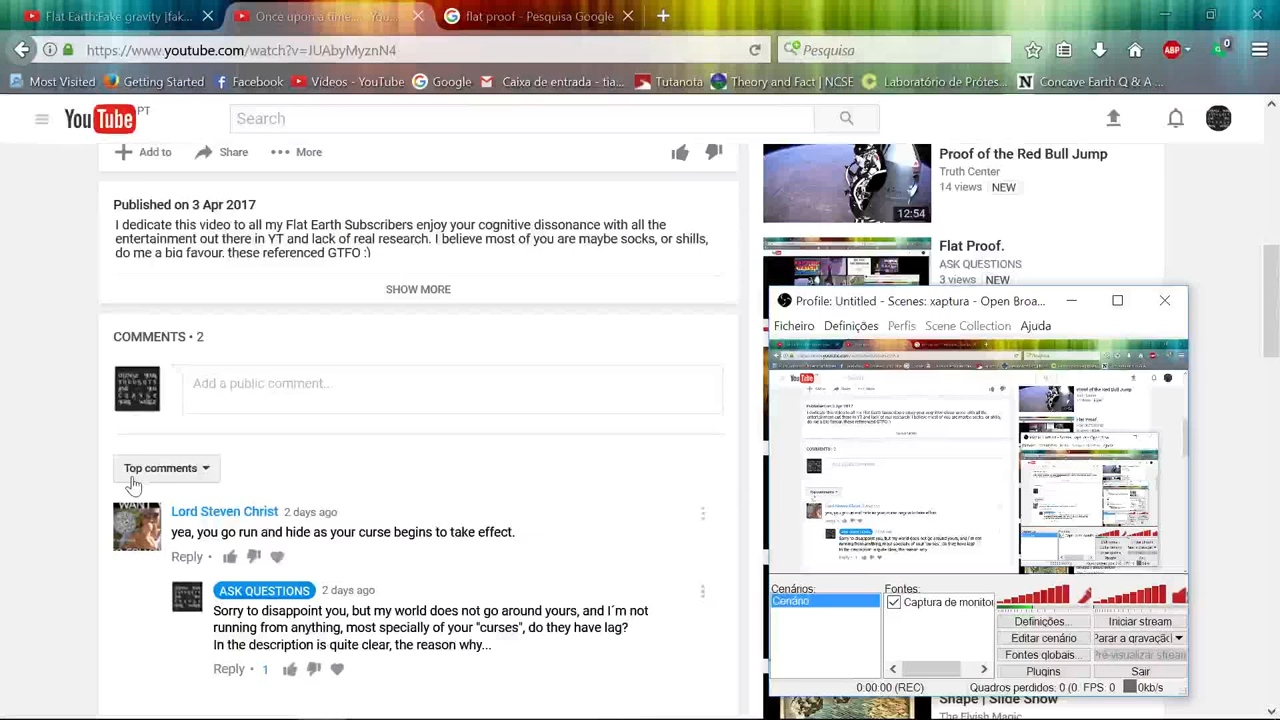 Flat Earth:Fake gravity |fak...
Once upon a time... - You...
flat proof - Pesquisa Google
https://www.youtube.com/watch?v=JUAbyMyznN4
Pesquisa
ABP
0
Most Visited
Getting Started
Facebook
Videos - YouTube
Google
Caixa de entrada - tia...
Tutanota
Theory and Fact | NCSE
Laboratório de Prótes...
Concave Earth Q & A -...
YouTube PT
Search
Add to
Share
More
Published on 3 Apr 2017
I dedicate this video to all my Flat Earth Subscribers enjoy your cognitive dissonance with all the
entertainment out there in YT and lack of real research. I believe most of you are maybe socks, or shills,
do me a favour these referenced GTFO :)
SHOW MORE
COMMENTS • 2
Add a public comment...
Top comments
Lord Steven Christ 2 days
yes, you go run and hide as my curse begins to take effect.
Reply
ASK QUESTIONS 2 days ago
Sorry to disappoint you, but my world does not go around yours, and I´m not
running from anything, most specially of your "curses", do they have lag?
In the description is quite clear, the reason why...
Reply • 1
Proof of the Red Bull Jump
Truth Center
14 views NEW
12:54
Flat Proof.
ASK QUESTIONS
3 views NEW
Profile: Untitled - Scenes: xaptura - Open Broa...
Ficheiro
Definições
Perfis
Scene Collection
Ajuda
Cenários:
Cenário
Fontes:
Captura de monitor
Definições...
Iniciar stream
Editar cenário
Parar a gravação
Fontes globais...
Pré-visualizar stream
Plugins
Sair
0:00:00 (REC)
Quadros perdidos: 0 (0. FPS: 0
0kb/s
Shape | Slide Show
The Elvish Magic